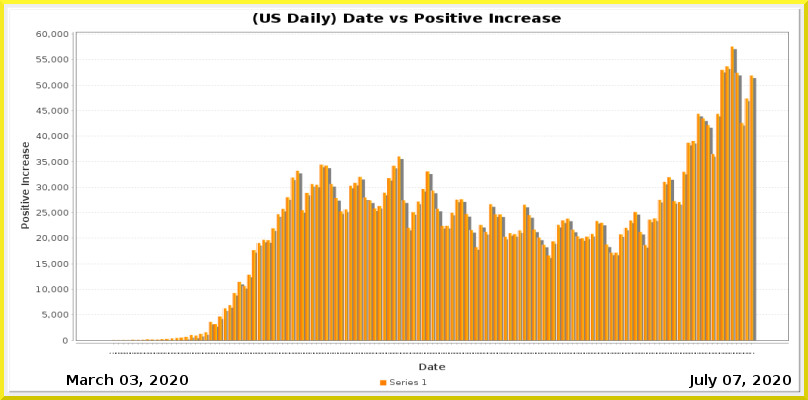 (US Daily) Date vs Positive Increase
60,000
55,000
50,000
45,000
40,000
35,000
30,000
25,000
20,000
15,000
10,000
5,000
0
Positive Increase
Date
March 03, 2020
July 07, 2020
Series 1